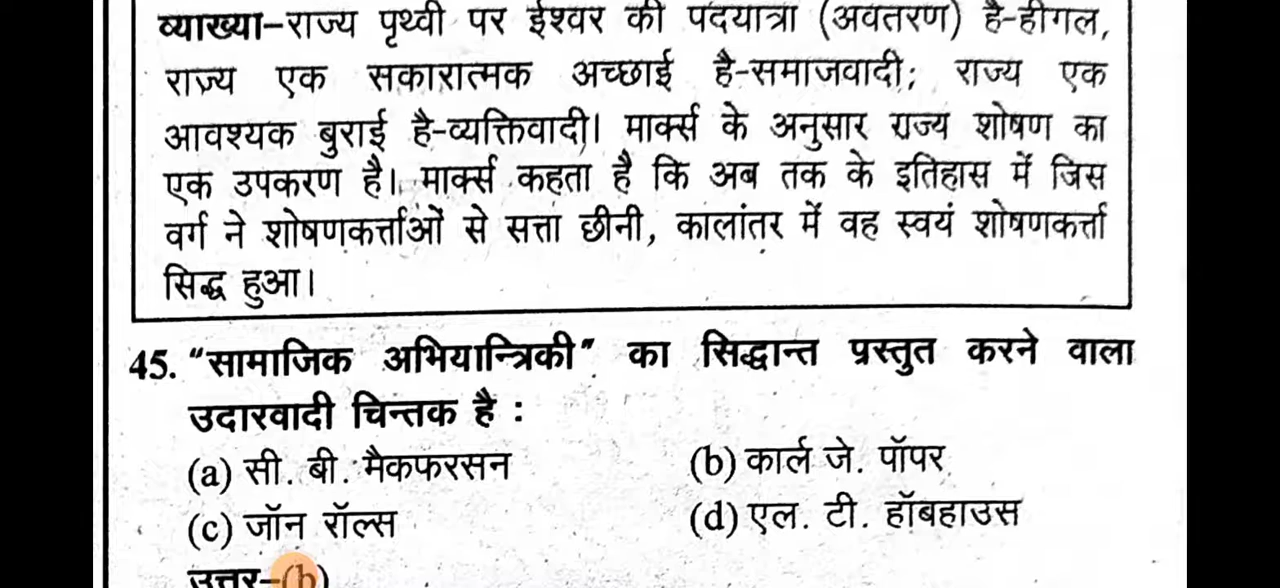 व्याख्या–राज्य पृथ्वी पर ईश्वर की पदयात्रा (अवतरण) है-हीगल,
राज्य एक सकारात्मक अच्छाई है-समाजवादी; राज्य एक
आवश्यक बुराई है-व्यक्तिवादी। मार्क्स के अनुसार राज्य शोषण का
एक उपकरण है। मार्क्स कहता है कि अब तक के इतिहास में जिस
वर्ग ने शोषणकर्त्ताओं से सत्ता छीनी, कालांतर में वह स्वयं शोषणकर्त्ता
सिद्ध हुआ।
45. "सामाजिक अभियान्त्रिकी" का सिद्धान्त प्रस्तुत करने वाला
उदारवादी चिन्तक है :
(a) सी. बी. मैकफरसन (b) कार्ल जे. पॉपर
(c) जॉन रॉल्स (d) एल. टी. हॉबहाउस
उत्तर–(b)